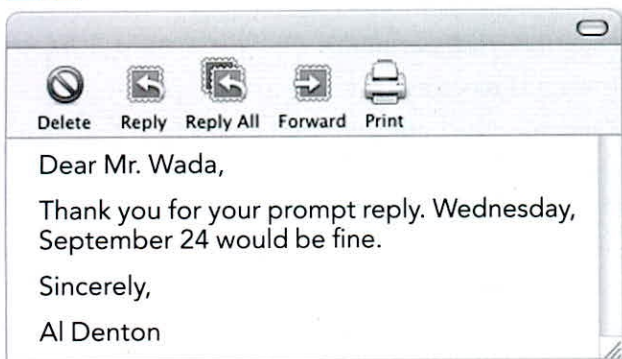 Delete Reply Reply All Forward Print
Dear Mr. Wada,
Thank you for your prompt reply. Wednesday,
September 24 would be fine.
Sincerely,
Al Denton